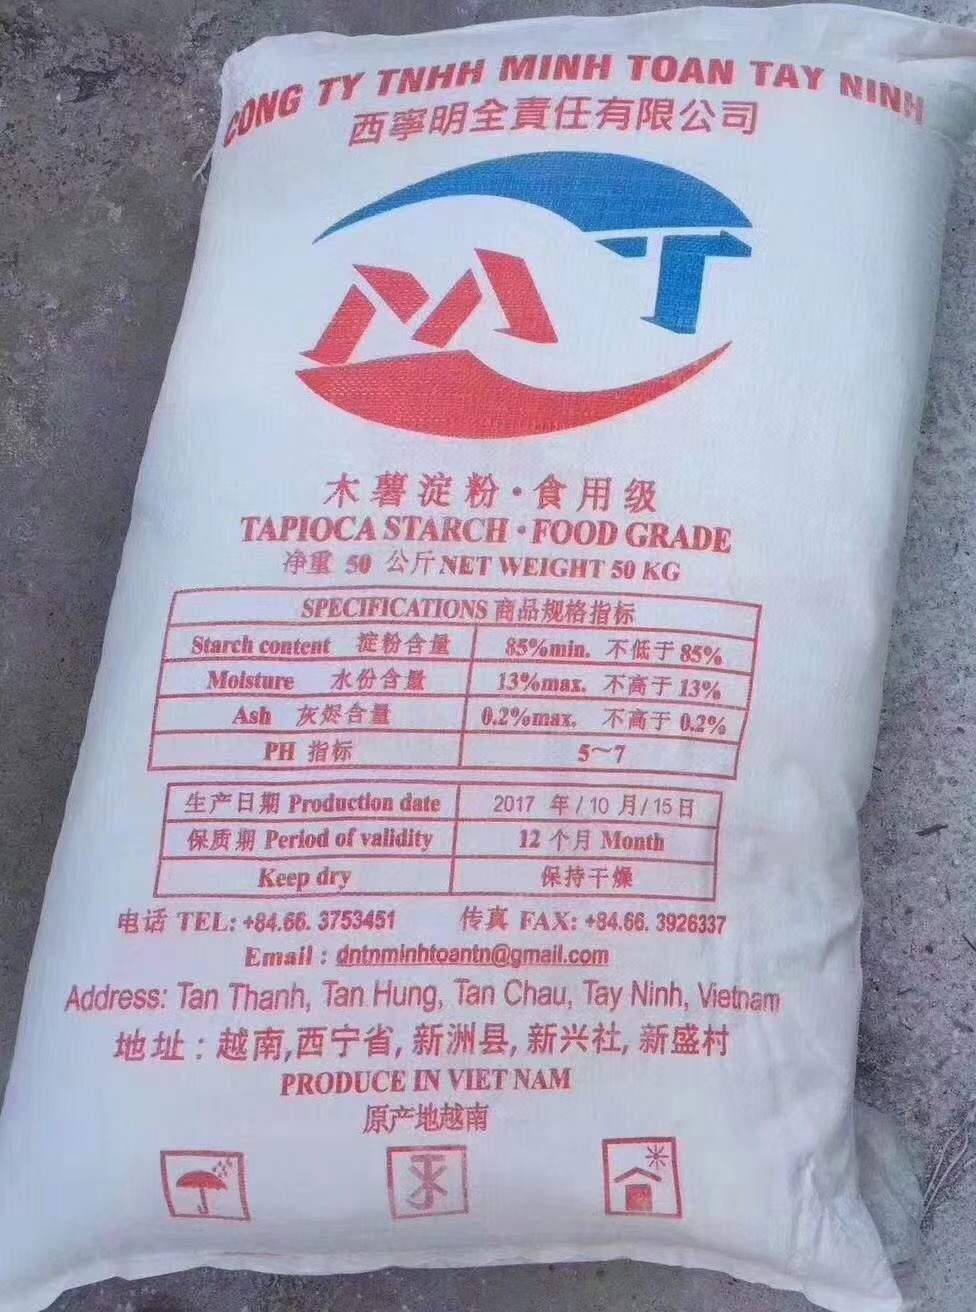 CONG TY TNHH MINH TOAN TAY NINH
西寧明全責任有限公司
MT
木薯淀粉·食用级
TAPIOCA STARCH·FOOD GRADE
净重 50 公斤 NET WEIGHT 50 KG
SPECIFICATIONS 商品规格指标
Starch content 淀粉含量 85%min. 不低于85%
Moisture 水份含量 13%max. 不高于13%
Ash 灰烬含量 0.2%max. 不高于0.2%
PH 指标 5~7
生产日期 Production date 2017 年/10 月/15日
保质期 Period of validity 12 个月 Month
Keep dry 保持干燥
电话 TEL: +84.66. 3753451 传真 FAX: +84.66. 3926337
Email : dntnminhtoantn@gmail.com
Address: Tan Thanh, Tan Hung, Tan Chau, Tay Ninh, Vietnam
地址:越南,西宁省,新洲县,新兴社,新盛村
PRODUCE IN VIET NAM
原产地越南